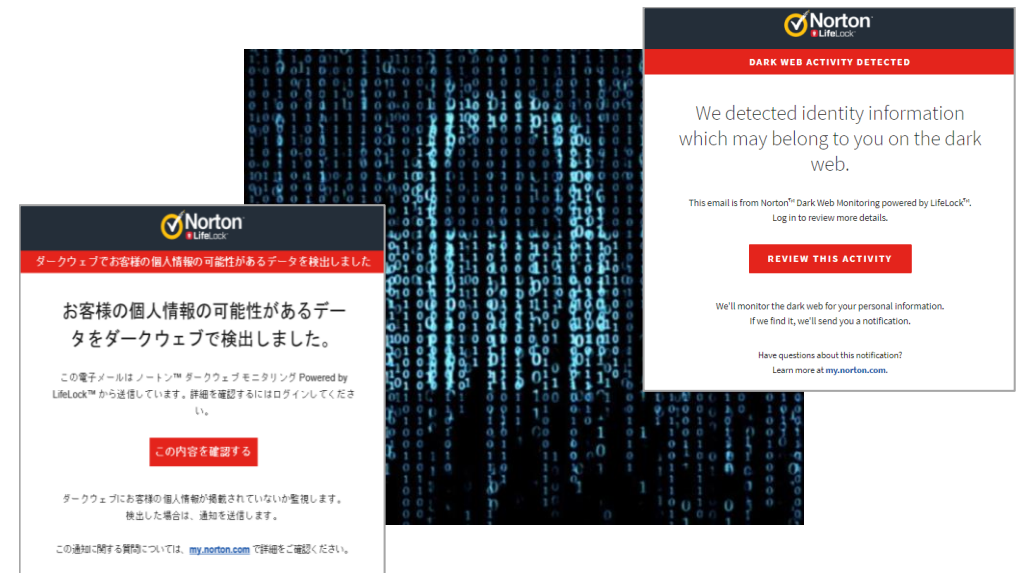 Norton
LifeLock
ダークウェブでお客様の個人情報の可能性があるデータを検出しました
お客様の個人情報の可能性があるデー
タをダークウェブで検出しました。
この電子メールは ノートン™ ダークウェブ モニタリング Powered by
LifeLock™ から送信しています。詳細を確認するにはログインしてくださ
い。
この内容を確認する
ダークウェブにお客様の個人情報が掲載されていないか監視します。
検出した場合は、通知を送信します。
この通知に関する質問については、my.norton.com で詳細をご確認ください。
Norton
LifeLock
DARK WEB ACTIVITY DETECTED
We detected identity information
which may belong to you on the dark
web.
This email is from Norton™ Dark Web Monitoring powered by LifeLock™.
Log in to review more details.
REVIEW THIS ACTIVITY
We'll monitor the dark web for your personal information.
If we find it, we'll send you a notification.
Have questions about this notification?
Learn more at my.norton.com.